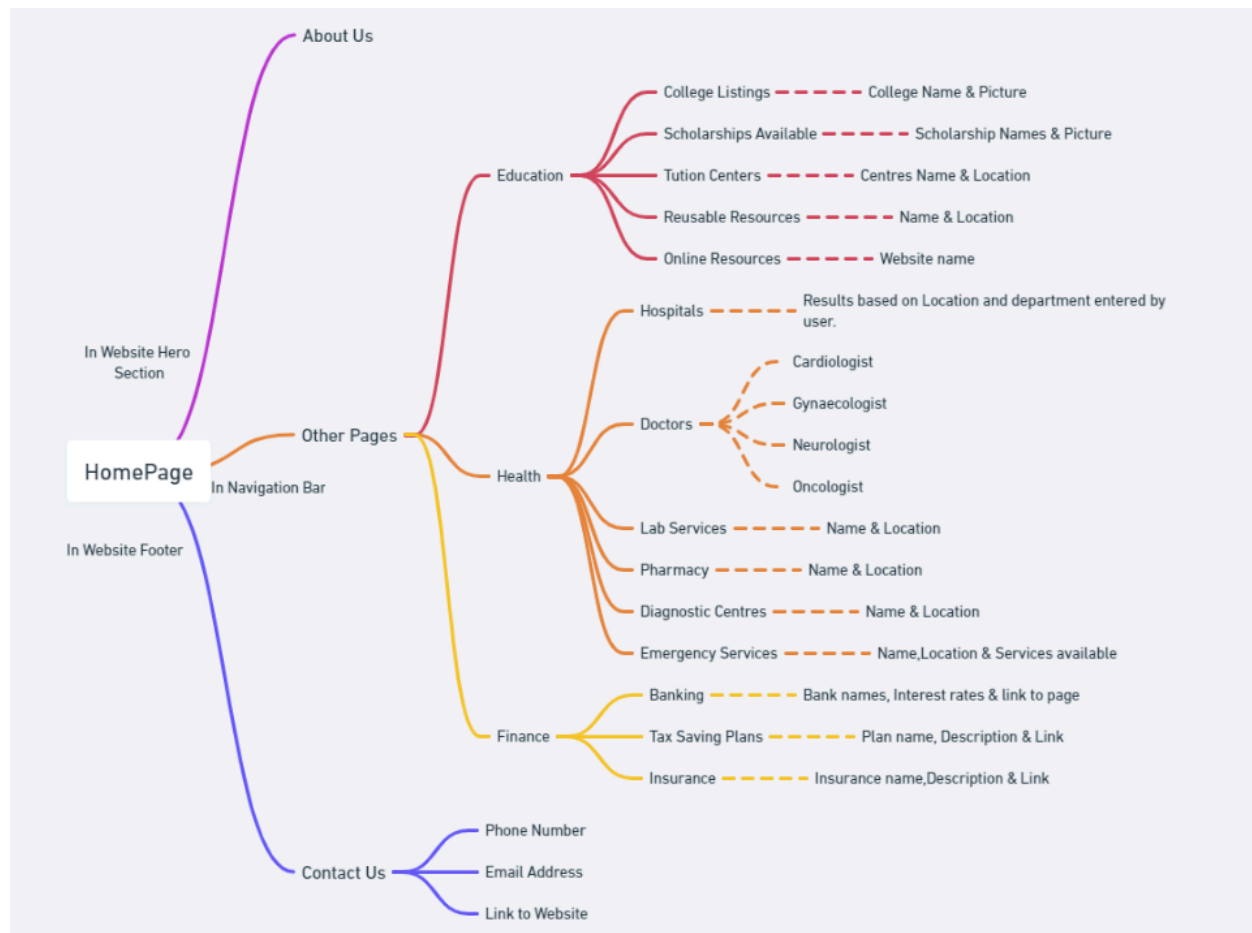 About Us
College Listings
College Name & Picture
Scholarships Available
Scholarship Names & Picture
Education
Tution Centers
Centres Name & Location
Reusable Resources
Name & Location
Online Resources
Website name
Hospitals
Results based on Location and department entered by
user.
In Website Hero
Section
Cardiologist
Gynaecologist
Doctors
Neurologist
Oncologist
Other Pages
HomePage
Health
In Navigation Bar
Lab Services
Name & Location
In Website Footer
Pharmacy
Name & Location
Diagnostic Centres
Name & Location
Emergency Services
Name,Location & Services available
Banking
Bank names, Interest rates & link to page
Finance
Tax Saving Plans
Plan name, Description & Link
Insurance
Insurance name,Description & Link
Phone Number
Contact Us
Email Address
Link to Website